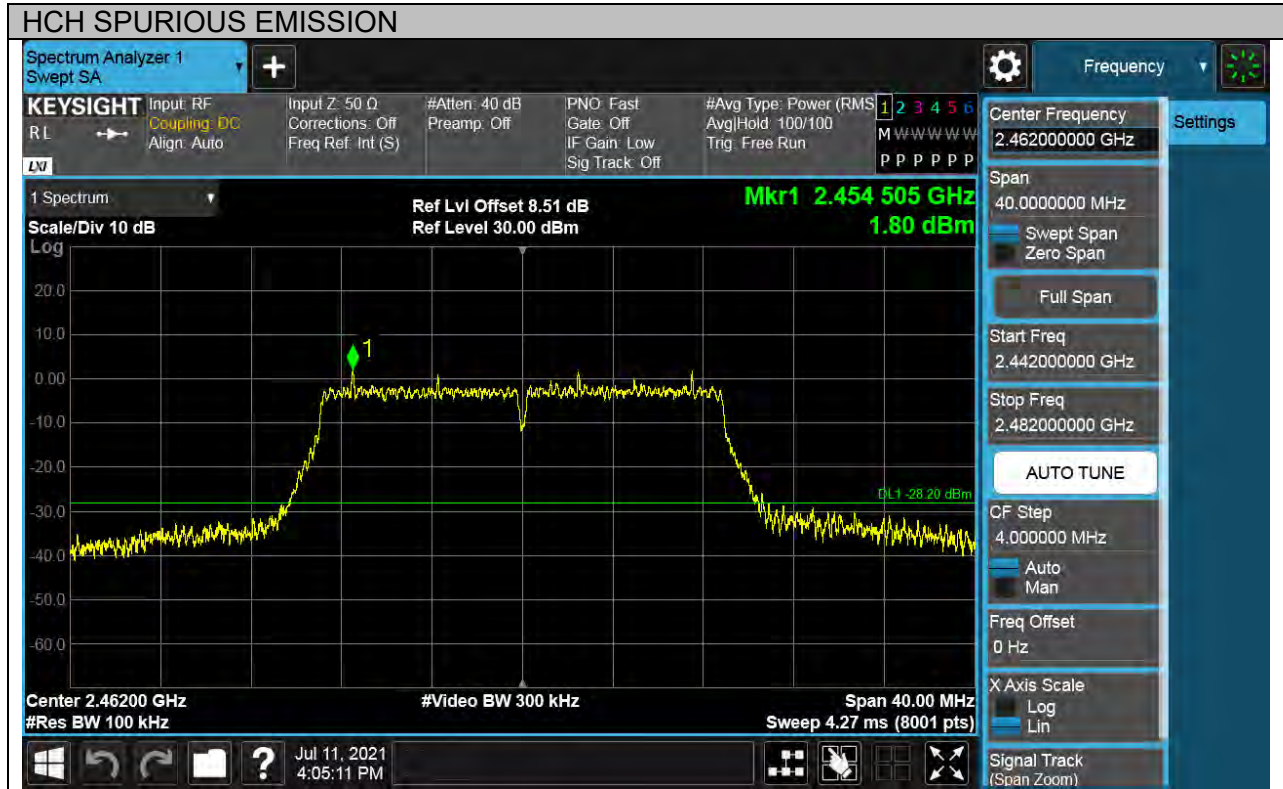 HCH SPURIOUS EMISSION
Spectrum Analyzer 1
Swept SA
+
Frequency
KEYSIGHT
RL
LXI
Input: RF
Coupling: DC
Align: Auto
Input Z: 50 Ω
Corrections: Off
Freq Ref: Int (S)
#Atten: 40 dB
Preamp: Off
PNO: Fast
Gate: Off
IF Gain: Low
Sig Track: Off
#Avg Type: Power (RMS
Avg|Hold: 100/100
Trig: Free Run
1 2 3 4 5 6
M W W W W W
P P P P P P
Center Frequency
2.462000000 GHz
Settings
Span
40.0000000 MHz
Swept Span
Zero Span
Full Span
Start Freq
2.442000000 GHz
Stop Freq
2.482000000 GHz
AUTO TUNE
CF Step
4.000000 MHz
Auto
Man
Freq Offset
0 Hz
X Axis Scale
Log
Lin
Signal Track
(Span Zoom)
1 Spectrum
Scale/Div 10 dB
Ref Lvl Offset 8.51 dB
Ref Level 30.00 dBm
Mkr1 2.454 505 GHz
1.80 dBm
Log
20.0
10.0
0.00
-10.0
-20.0
-30.0
-40.0
-50.0
-60.0
1
DL1 -28.20 dBm
Center 2.46200 GHz
#Res BW 100 kHz
#Video BW 300 kHz
Span 40.00 MHz
Sweep 4.27 ms (8001 pts)
?
Jul 11, 2021
4:05:11 PM